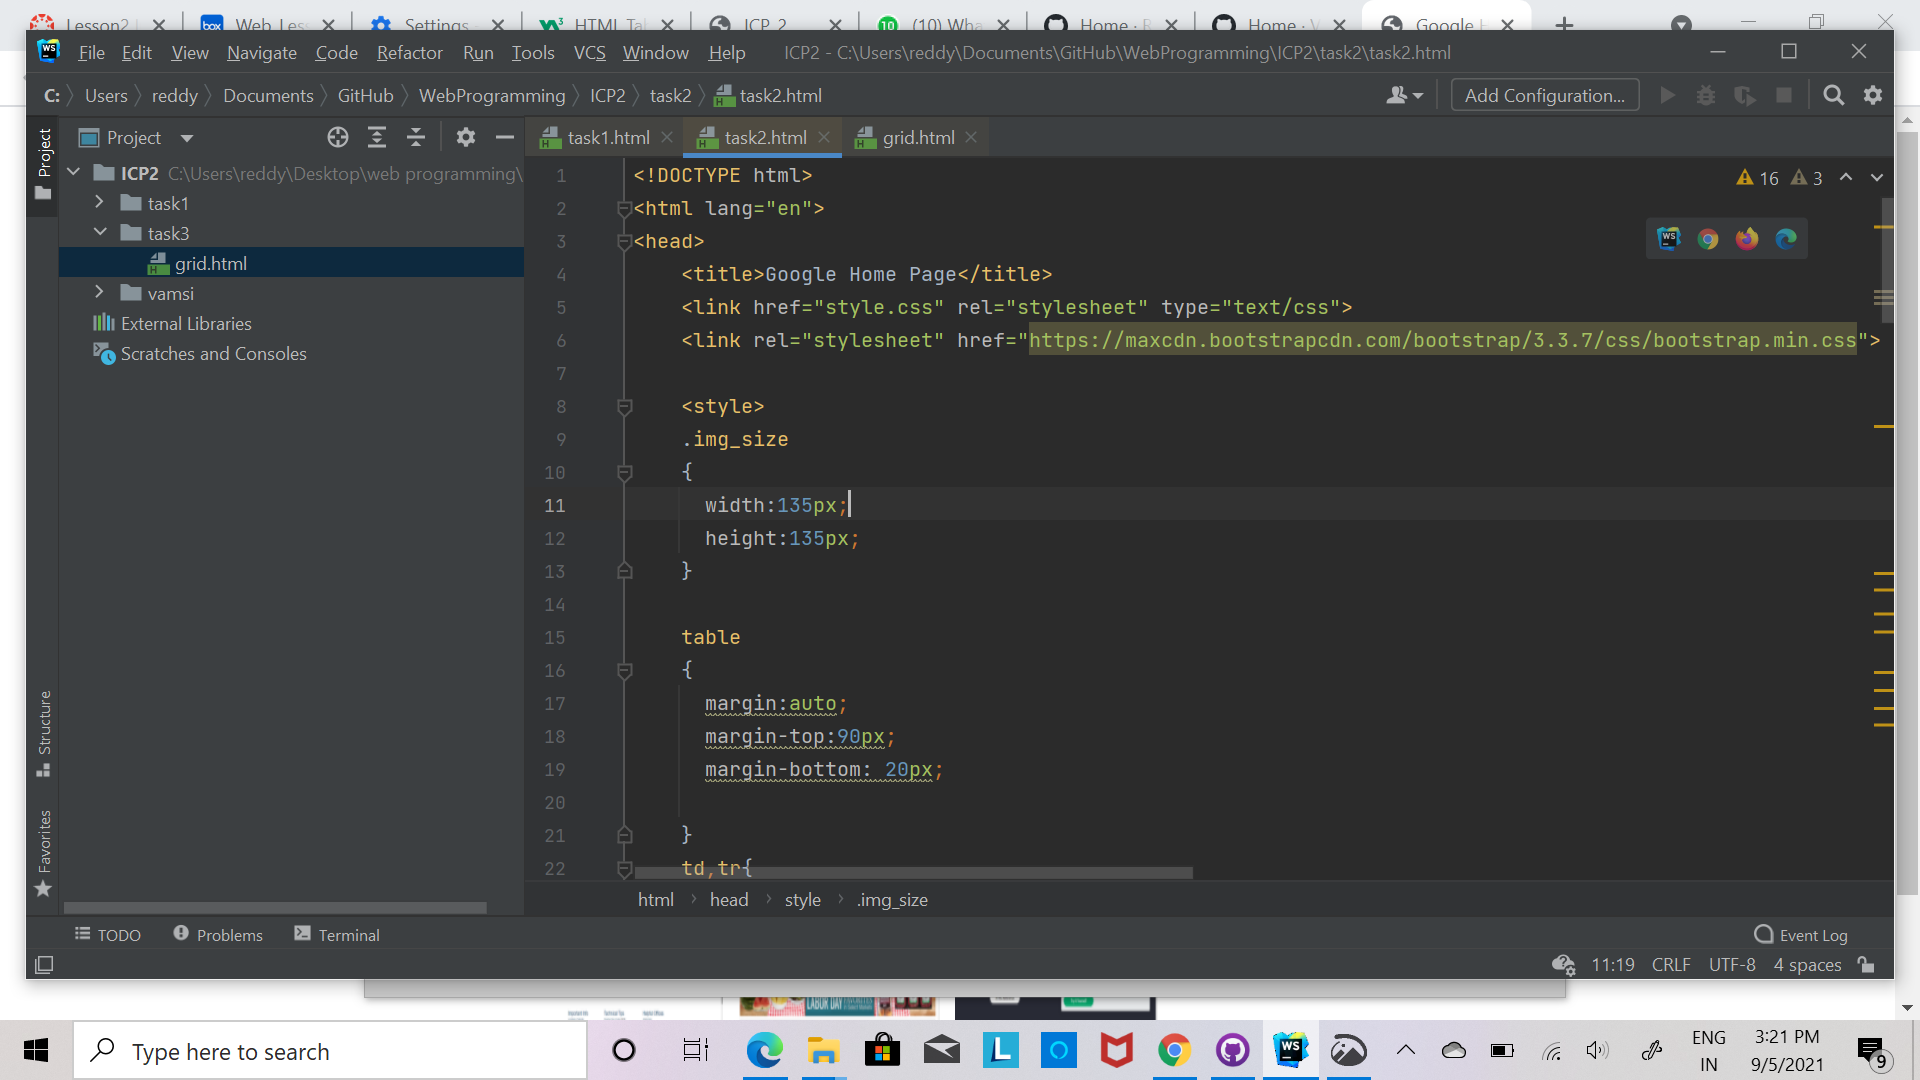 Lesson2
Web Less
Settings
HTML Tab
ICP 2
(10) Wha
Home
Home
Google H
File Edit View Navigate Code Refactor Run Tools VCS Window Help
ICP2 - C:\Users\reddy\Documents\GitHub\WebProgramming\ICP2\task2\task2.html
C: Users reddy Documents GitHub WebProgramming ICP2 task2 task2.html
Add Configuration...
Project
Project
task1.html
task2.html
grid.html
ICP2 C:\Users\reddy\Desktop\web programming\
task1
task3
grid.html
vamsi
External Libraries
Scratches and Consoles
16 3
1 <!DOCTYPE html>
2 <html lang="en">
3 <head>
4 <title>Google Home Page</title>
5 <link href="style.css" rel="stylesheet" type="text/css">
6 <link rel="stylesheet" href="https://maxcdn.bootstrapcdn.com/bootstrap/3.3.7/css/bootstrap.min.css">
7
8 <style>
9 .img_size
10 {
11 width:135px;
12 height:135px;
13 }
14
15 table
16 {
17 margin:auto;
18 margin-top:90px;
19 margin-bottom: 20px;
20
21 }
22 td,tr{
Structure
Favorites
html head style .img_size
TODO Problems Terminal
Event Log
11:19 CRLF UTF-8 4 spaces
LABOR DAY
Type here to search
ENG
IN
3:21 PM
9/5/2021
9